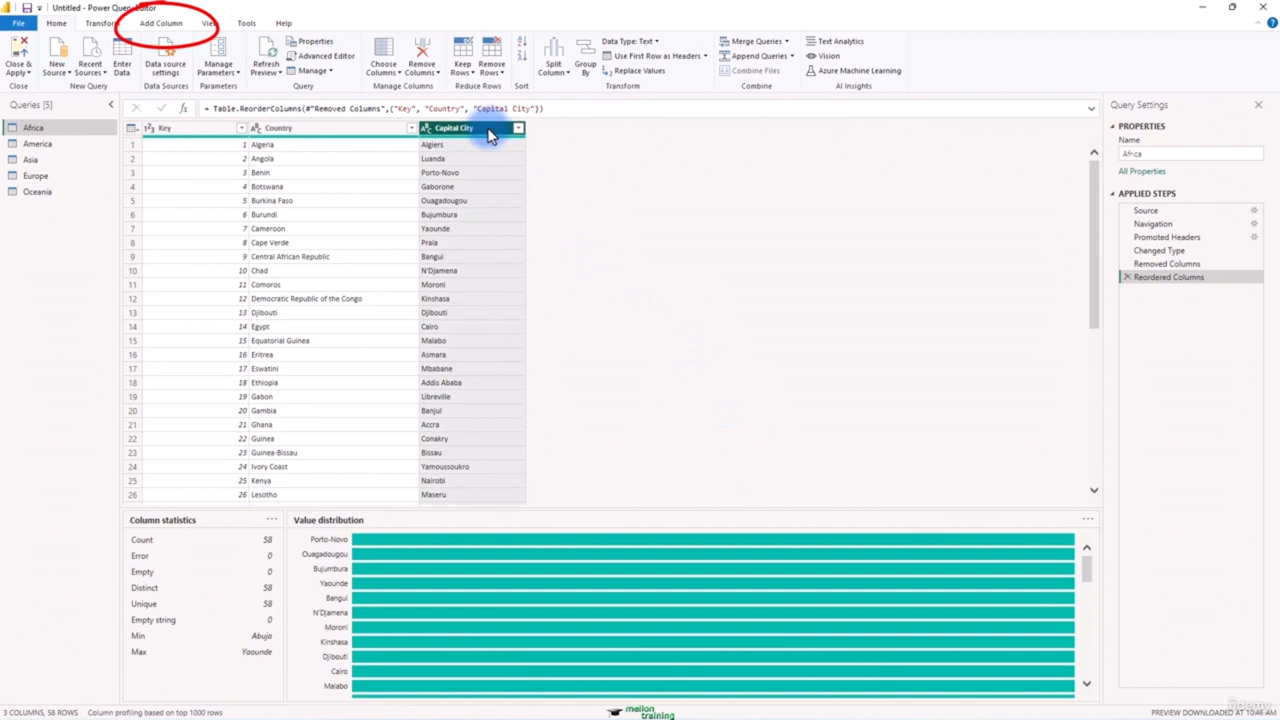 Untitled - Power Query Editor
File Home Transform Add Column View Tools Help
Close & Apply
New Source
Recent Sources
Enter Data
Data source settings
Manage Parameters
Refresh Preview
Properties
Advanced Editor
Manage
Choose Columns
Remove Columns
Keep Rows
Remove Rows
Split Column
Group By
Data Type: Text
Use First Row as Headers
Replace Values
Merge Queries
Append Queries
Combine Files
Text Analytics
Vision
Azure Machine Learning
Close New Query Data Sources Parameters Query Manage Columns Reduce Rows Sort Transform Combine AI Insights
Queries [5]
Africa
America
Asia
Europe
Oceania
= Table.ReorderColumns(#"Removed Columns",{"Key", "Country", "Capital City"})
Key Country Capital City
1 1 Algeria Algiers
2 2 Angola Luanda
3 3 Benin Porto-Novo
4 4 Botswana Gaborone
5 5 Burkina Faso Ouagadougou
6 6 Burundi Bujumbura
7 7 Cameroon Yaounde
8 8 Cape Verde Praia
9 9 Central African Republic Bangui
10 10 Chad N'Djamena
11 11 Comoros Moroni
12 12 Democratic Republic of the Congo Kinshasa
13 13 Djibouti Djibouti
14 14 Egypt Cairo
15 15 Equatorial Guinea Malabo
16 16 Eritrea Asmara
17 17 Eswatini Mbabane
18 18 Ethiopia Addis Ababa
19 19 Gabon Libreville
20 20 Gambia Banjul
21 21 Ghana Accra
22 22 Guinea Conakry
23 23 Guinea-Bissau Bissau
24 24 Ivory Coast Yamoussoukro
25 25 Kenya Nairobi
26 26 Lesotho Maseru
Column statistics
Count 58
Error 0
Empty 0
Distinct 58
Unique 58
Empty string 0
Min Abuja
Max Yaounde
Value distribution
Porto-Novo
Ouagadougou
Bujumbura
Yaounde
Bangui
N'Djamena
Moroni
Kinshasa
Djibouti
Cairo
Malabo
Query Settings
PROPERTIES
Name
Africa
All Properties
APPLIED STEPS
Source
Navigation
Promoted Headers
Changed Type
Removed Columns
Reordered Columns
3 COLUMNS, 58 ROWS Column profiling based on top 1000 rows
mellon training
PREVIEW DOWNLOADED AT 10:46 AM
Udemy